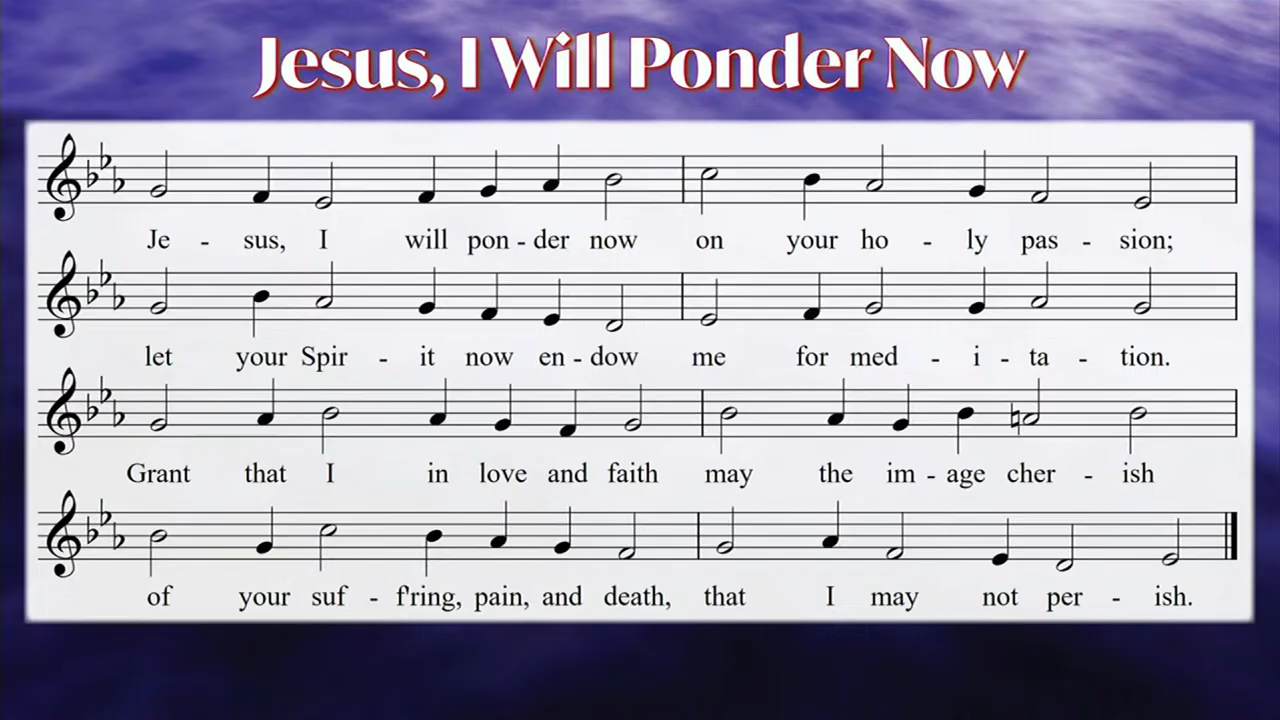 Jesus, I Will Ponder Now
Je - sus, I will pon - der now on your ho - ly pas - sion;
let your Spir - it now en - dow me for med - i - ta - tion.
Grant that I in love and faith may the im - age cher - ish
of your suf - f'ring, pain, and death, that I may not per - ish.